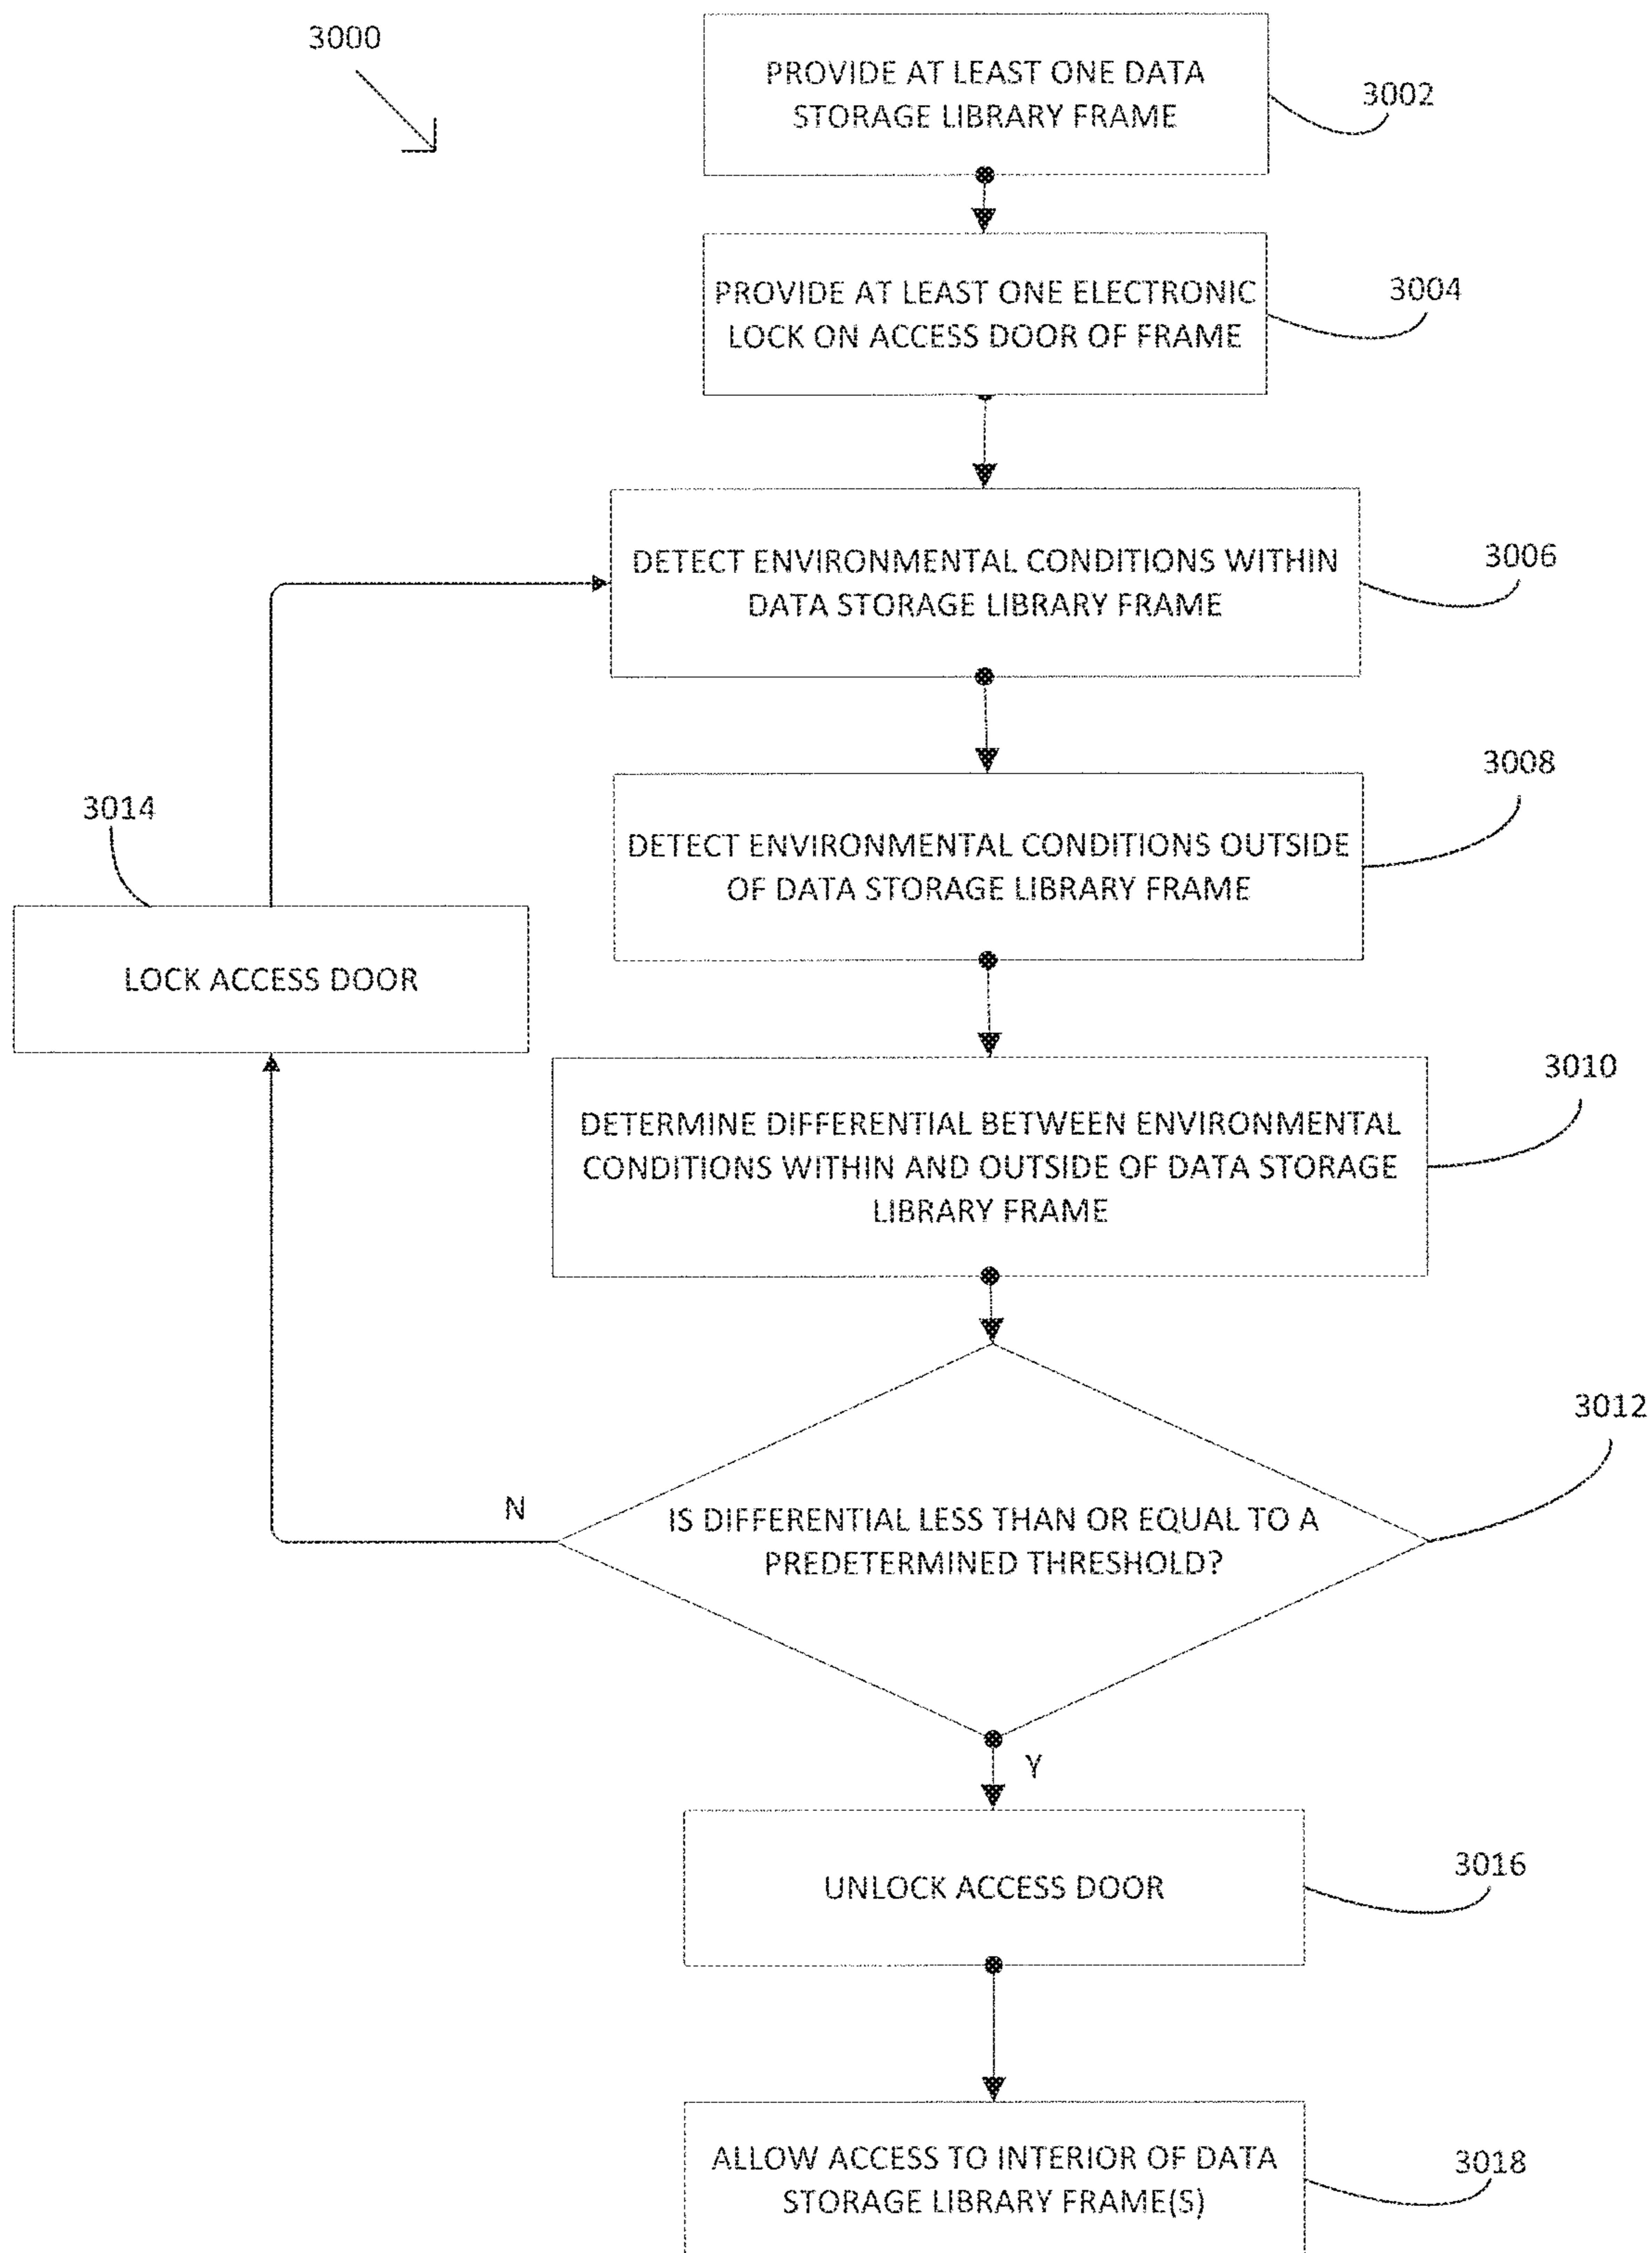 3000
PROVIDE AT LEAST ONE DATA
STORAGE LIBRARY FRAME
3002
PROVIDE AT LEAST ONE ELECTRONIC
LOCK ON ACCESS DOOR OF FRAME
3004
DETECT ENVIRONMENTAL CONDITIONS WITHIN
DATA STORAGE LIBRARY FRAME
3006
DETECT ENVIRONMENTAL CONDITIONS OUTSIDE
OF DATA STORAGE LIBRARY FRAME
3008
3014
LOCK ACCESS DOOR
DETERMINE DIFFERENTIAL BETWEEN ENVIRONMENTAL
CONDITIONS WITHIN AND OUTSIDE OF DATA STORAGE
LIBRARY FRAME
3010
IS DIFFERENTIAL LESS THAN OR EQUAL TO A
PREDETERMINED THRESHOLD?
3012
N
Y
UNLOCK ACCESS DOOR
3016
ALLOW ACCESS TO INTERIOR OF DATA
STORAGE LIBRARY FRAME(S)
3018